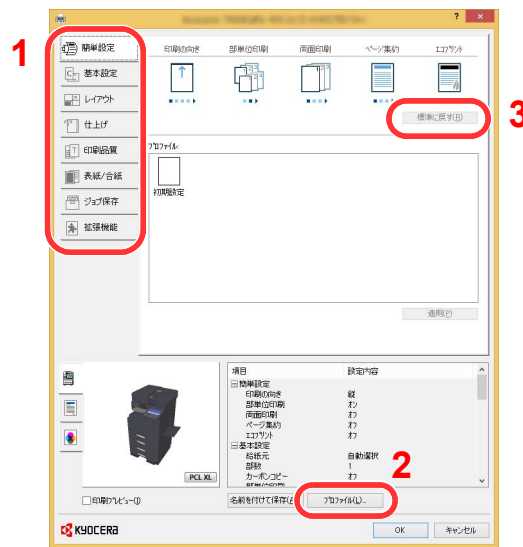 ?
×
1
簡単設定
基本設定
レイアウト
仕上げ
印刷品質
表紙/合紙
ジョブ保存
拡張機能
印刷の向き
部単位印刷
両面印刷
ページ集約
エコプリント
標準に戻す(R)
3
プロファイル:
初期設定
適用(P)
項目
設定内容
簡単設定
印刷の向き
縦
部単位印刷
オン
両面印刷
オフ
ページ集約
オフ
エコプリント
オフ
基本設定
給紙元
自動選択
部数
1
カーボンコピー
オフ
PCL XL
2
印刷プレビュー(I)
名前を付けて保存
プロファイル(L)...
KYOCERA
OK
キャンセル